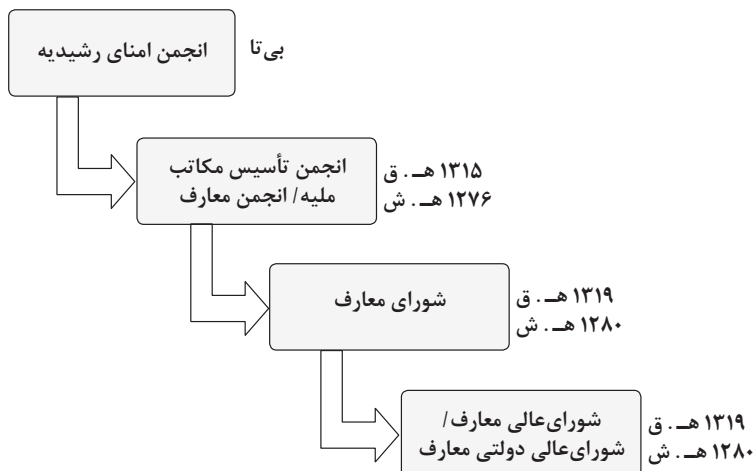 انجمن امنای رشیدیه
بی‌تا
انجمن تأسیس مکاتب
ملیه/ انجمن معارف
۱۳۱۵ هـ . ق
۱۲۷۶ هـ . ش
شورای معارف
۱۳۱۹ هـ . ق
۱۲۸۰ هـ . ش
شورای‌عالی معارف/
شورای‌عالی دولتی معارف
۱۳۱۹ هـ . ق
۱۲۸۰ هـ . ش